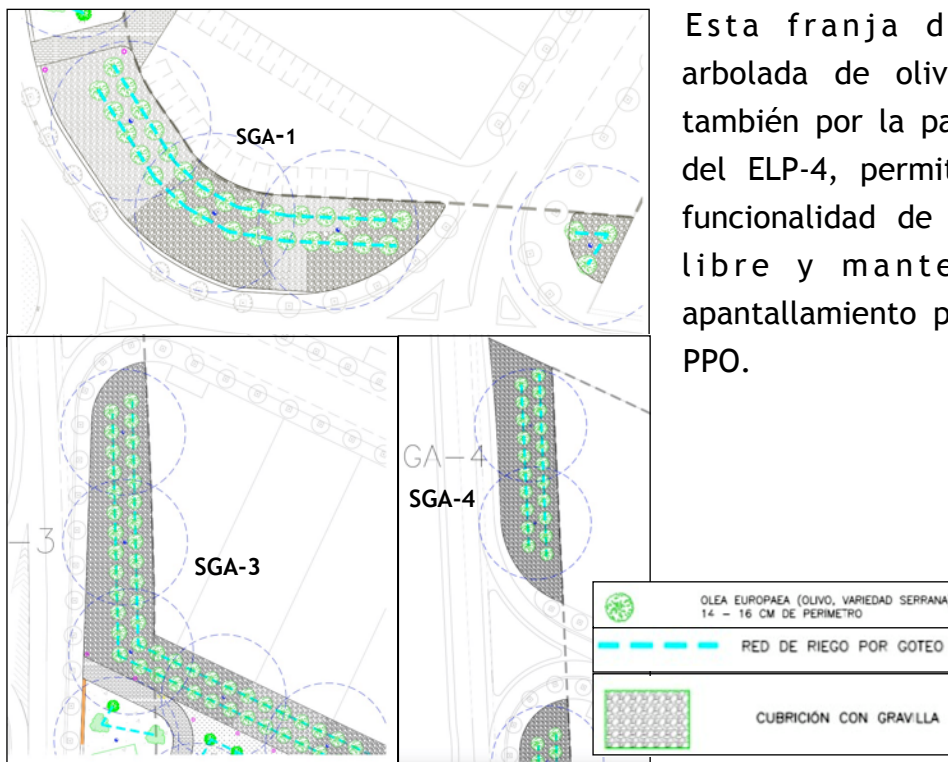 SGA-1
Esta franja d
arbolada de oliv
también por la pa
del ELP-4, permi
funcionalidad de
libre y mante
apantallamiento p
PPO.
-3
SGA-3
GA-4
SGA-4
OLEA EUROPAEA (OLIVO, VARIEDAD SERRANA
14 - 16 CM DE PERIMETRO
RED DE RIEGO POR GOTEO
CUBRICIÓN CON GRAVILLA